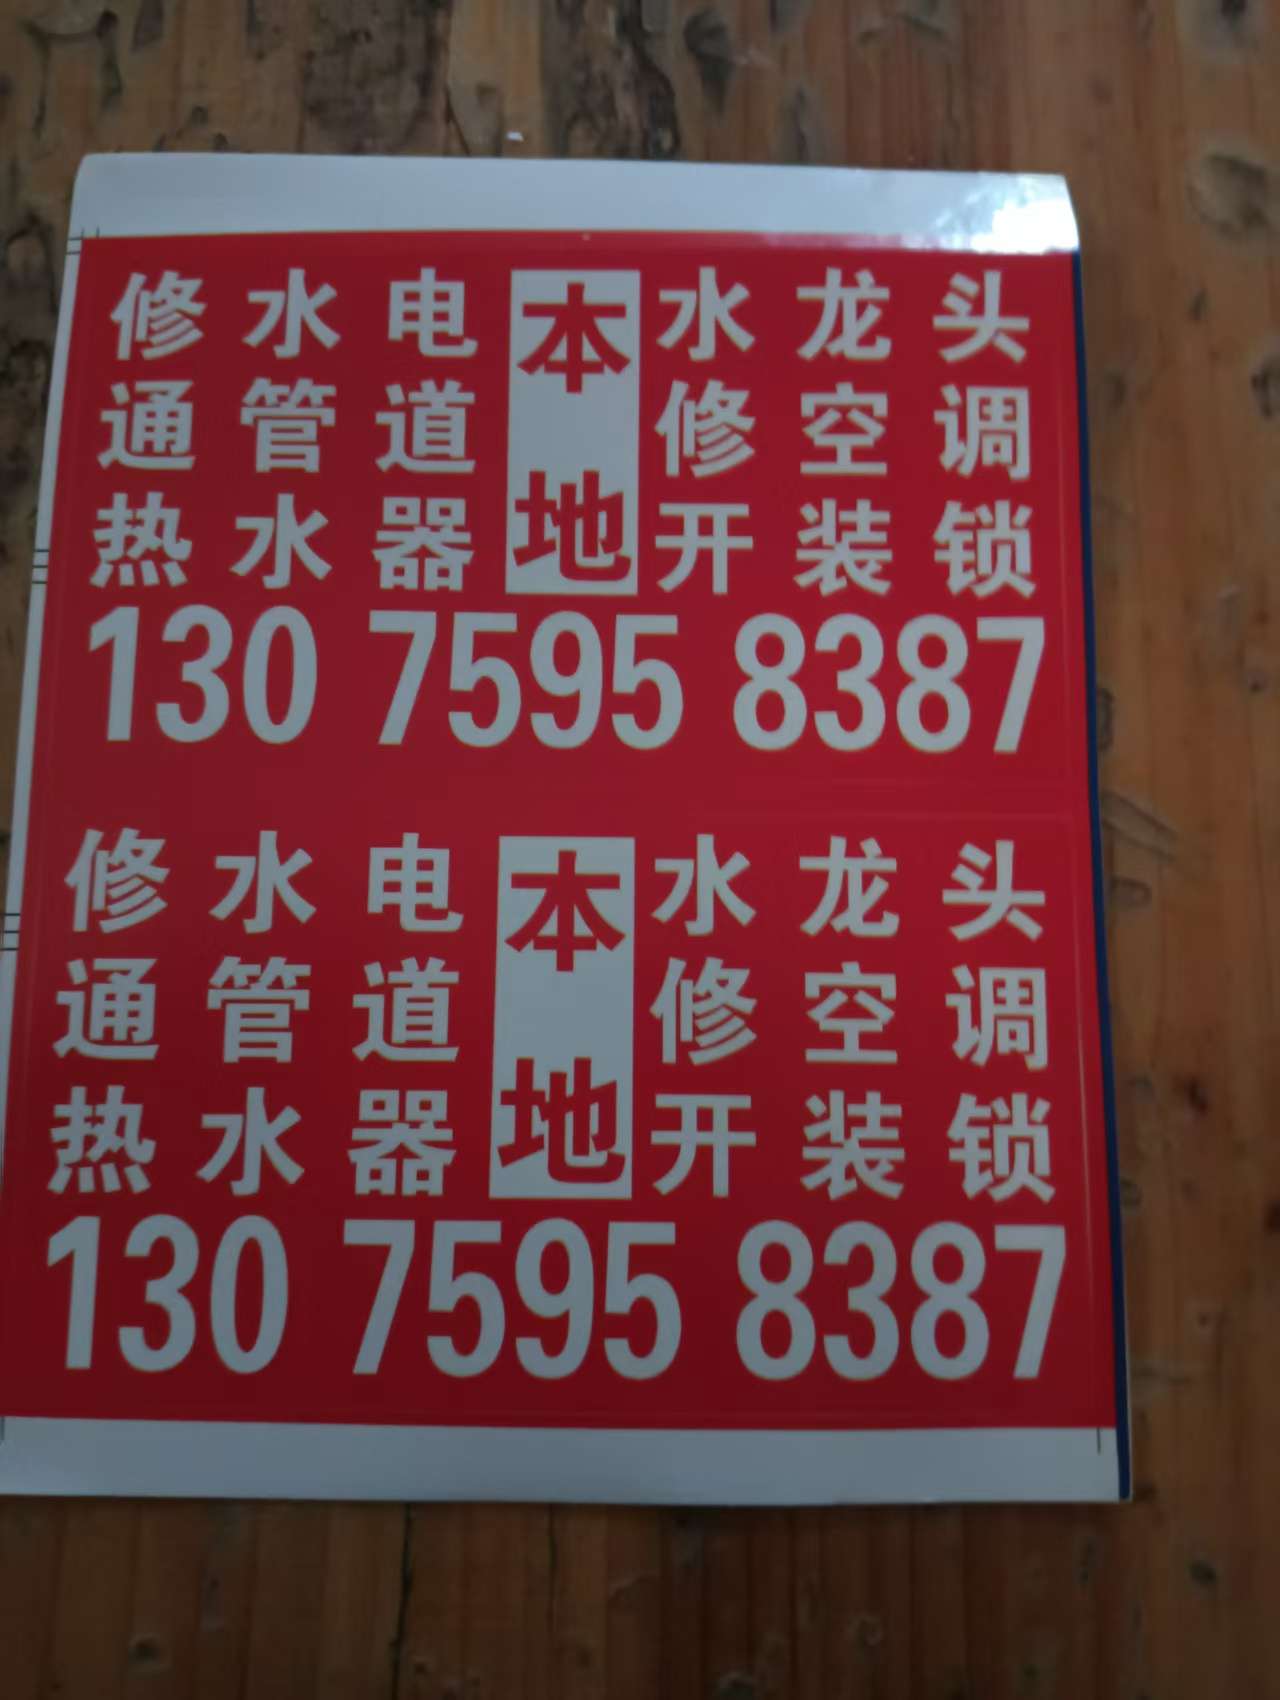 修水电 本地 水龙头
通管道 修空调
热水器 开装锁
130 7595 8387
修水电 本地 水龙头
通管道 修空调
热水器 开装锁
130 7595 8387